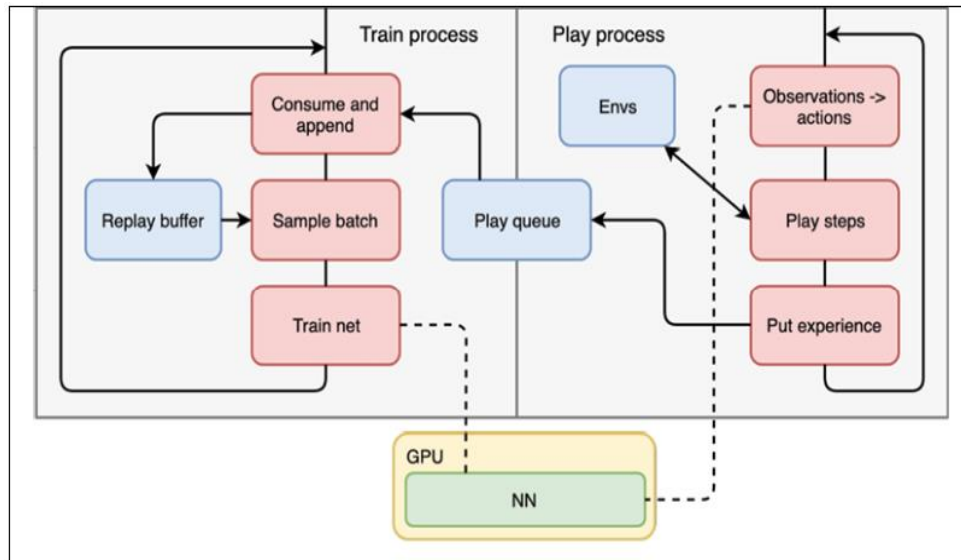 Train process
Play process
Consume and
append
Envs
Observations ->
actions
Replay buffer
Sample batch
Play queue
Play steps
Train net
Put experience
GPU
NN